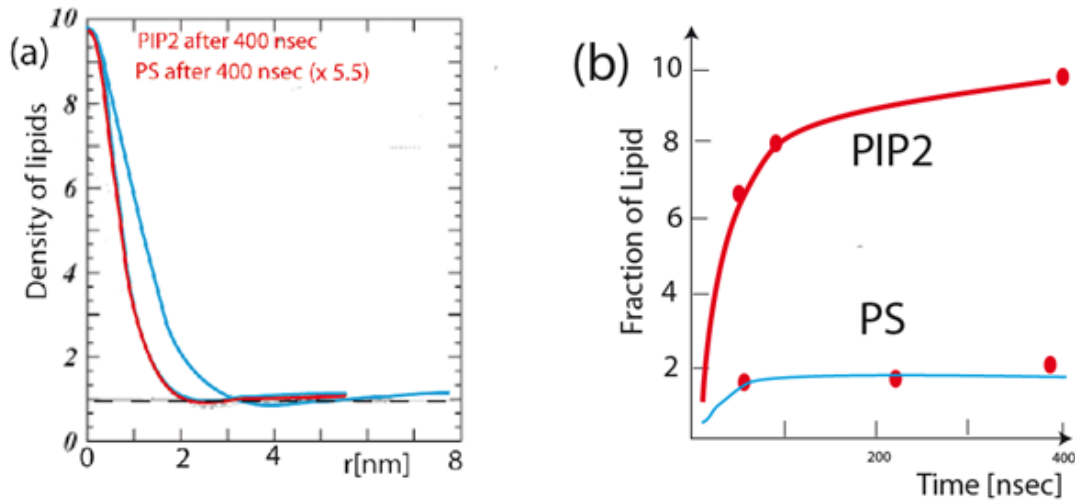 (a)
PIP2 after 400 nsec
PS after 400 nsec (x 5.5)
Density of lipids
10
8
6
4
2
0
0 2 4 r[nm] 8
(b)
Fraction of Lipid
10
8
6
4
2
PIP2
PS
200
400
Time [nsec]